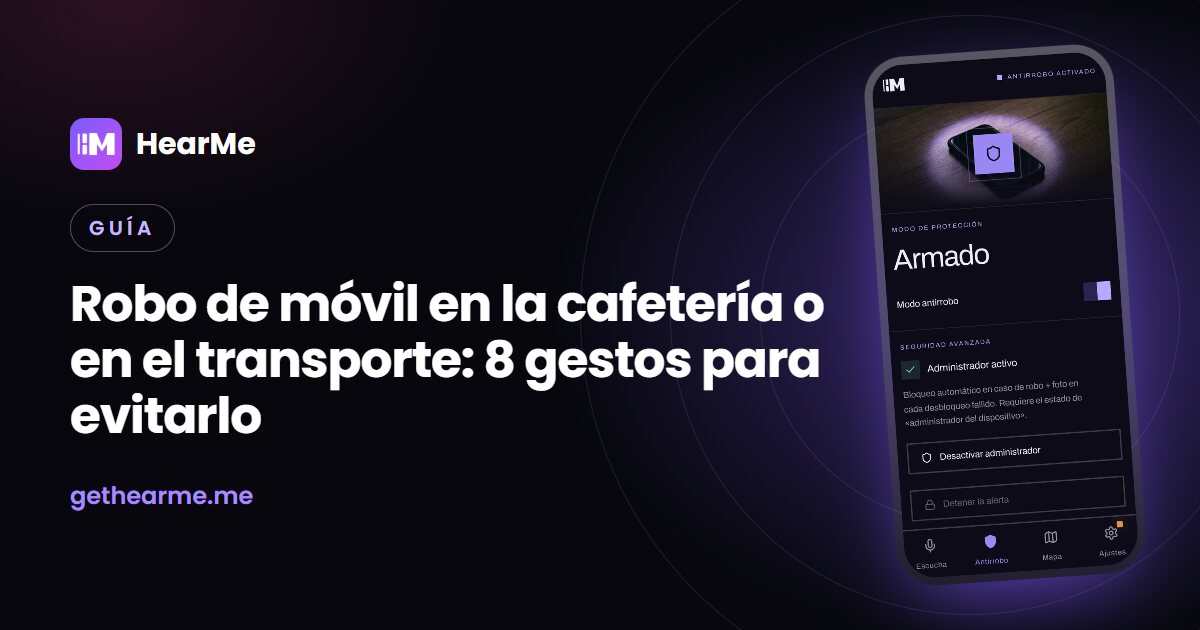 HearMe
GUÍA
Robo de móvil en la cafetería o
en el transporte: 8 gestos para
evitarlo
gethearme.me
ANTIRROBO ACTIVADO
MODO DE PROTECCIÓN
Armado
Modo antirrobo
SEGURIDAD AVANZADA
Administrador activo
Bloqueo automático en caso de robo + foto en
cada desbloqueo fallido. Requiere el estado de
«administrador del dispositivo».
Desactivar administrador
Detener la alerta
Escucha
Antirrobo
Mapa
Ajustes